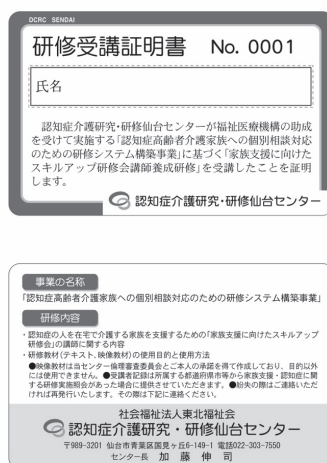 DCRC SENDAI
研修受講証明書 No. 0001
氏名
認知症介護研究・研修仙台センターが福祉医療機構の助成
を受けて実施する「認知症高齢者介護家族への個別相談対応
のための研修システム構築事業」に基づく「家族支援に向けた
スキルアップ研修会講師養成研修」を受講したことを証明
します。
認知症介護研究・研修仙台センター
事業の名称
「認知症高齢者介護家族への個別相談対応のための研修システム構築事業」
研修内容
・認知症の人を在宅で介護する家族を支援するための「家族支援に向けたスキルアップ
研修会」の講師に関する内容
・研修教材(テキスト、映像教材)の使用目的と使用方法
●映像教材は当センター倫理審査委員会とご本人の承諾を得て作成しており、目的以外
には使用できません。●受講者記録は所属する都道府県市等から家族支援・認知症に関
する研修実施照会があった場合に提供させていただきます。●紛失の際はご連絡いただ
ければ再発行いたします。その際は下記に連絡ください。
社会福祉法人東北福祉会
認知症介護研究・研修仙台センター
〒989-3201 仙台市青葉区国見ヶ丘6-149-1 電話022-303-7550
センター長 加藤伸司